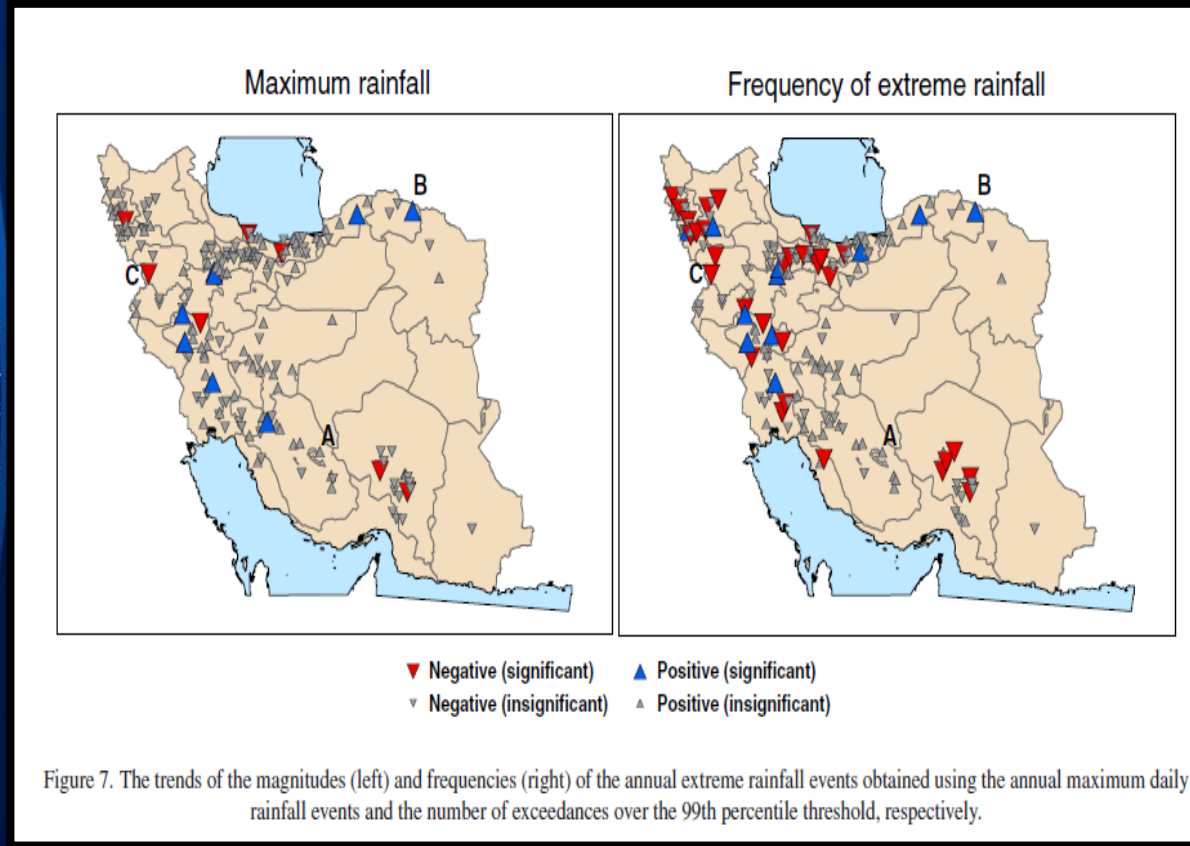 Maximum rainfall
Frequency of extreme rainfall
B
C
A
B
C
A
Negative (significant)
Positive (significant)
Negative (insignificant)
Positive (insignificant)
Figure 7. The trends of the magnitudes (left) and frequencies (right) of the annual extreme rainfall events obtained using the annual maximum daily
rainfall events and the number of exceedances over the 99th percentile threshold, respectively.